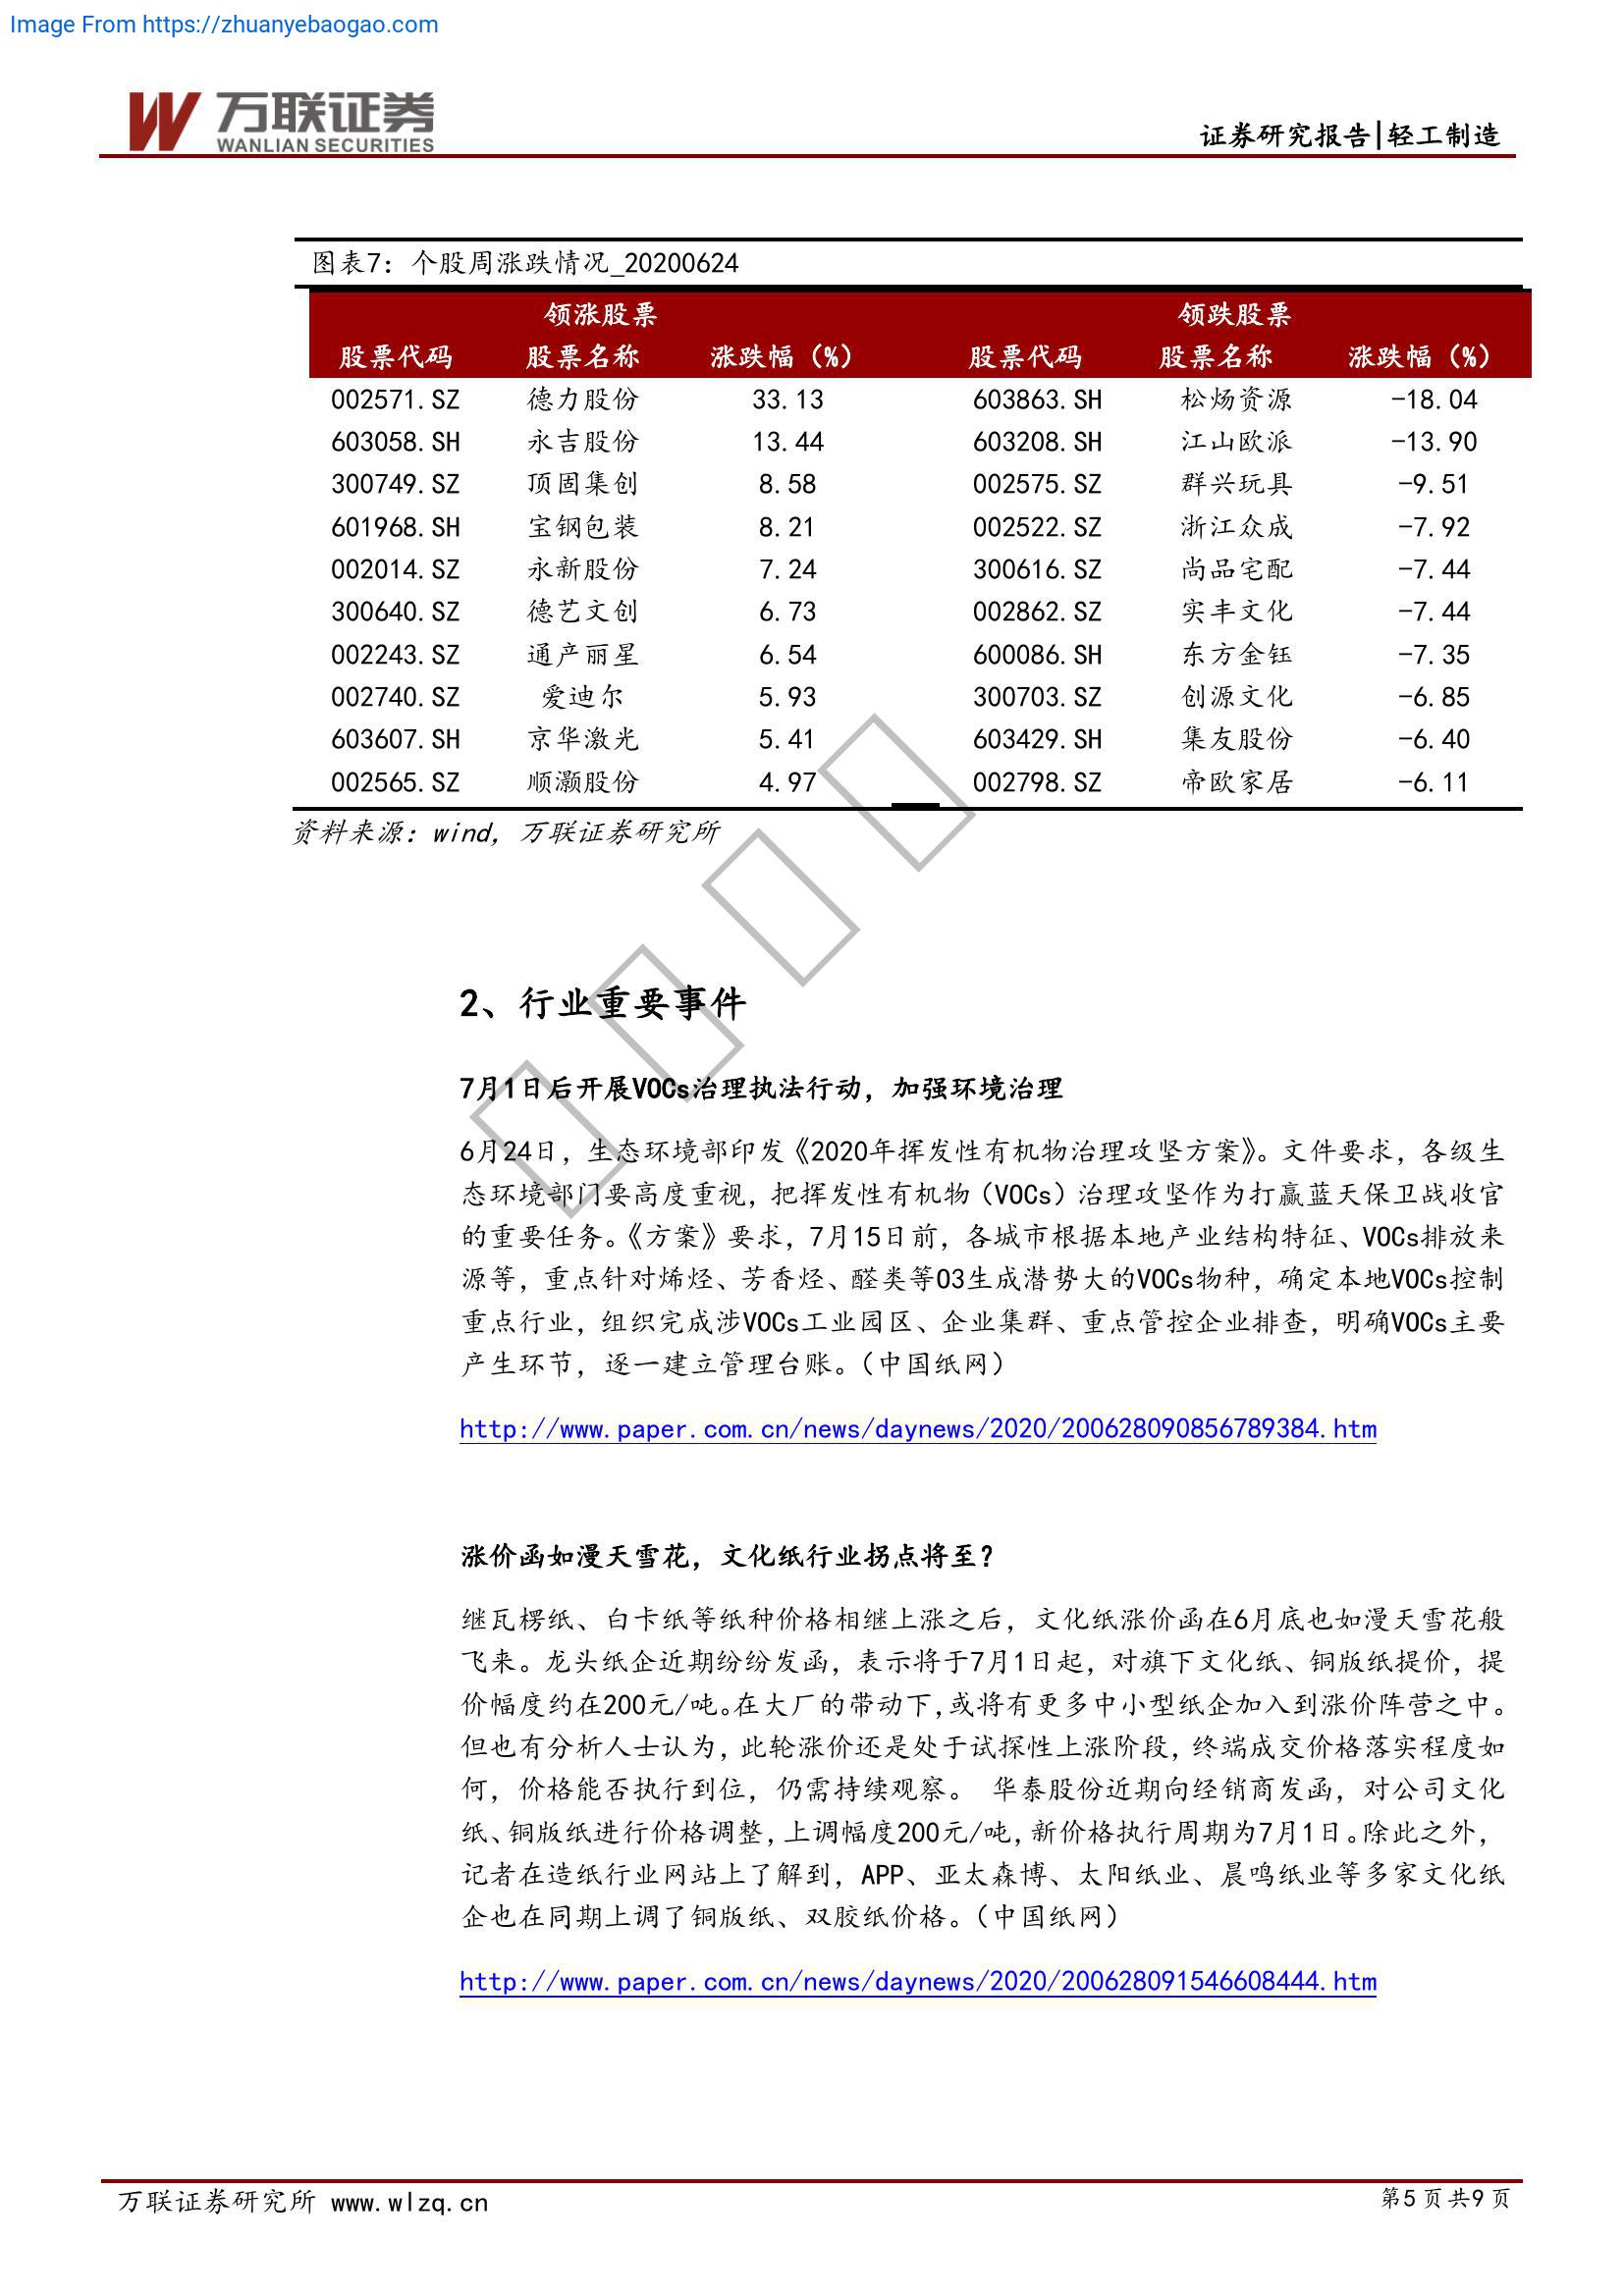 Image From https://zhuanyebaogao.com
万联证券
WANLIAN SECURITIES
证券研究报告|轻工制造
图表7：个股周涨跌情况_20200624
领涨股票 领跌股票
股票代码 股票名称 涨跌幅（%） 股票代码 股票名称 涨跌幅（%）
002571.SZ 德力股份 33.13 603863.SH 松炀资源 -18.04
603058.SH 永吉股份 13.44 603208.SH 江山欧派 -13.90
300749.SZ 顶固集创 8.58 002575.SZ 群兴玩具 -9.51
601968.SH 宝钢包装 8.21 002522.SZ 浙江众成 -7.92
002014.SZ 永新股份 7.24 300616.SZ 尚品宅配 -7.44
300640.SZ 德艺文创 6.73 002862.SZ 实丰文化 -7.44
002243.SZ 通产丽星 6.54 600086.SH 东方金钰 -7.35
002740.SZ 爱迪尔 5.93 300703.SZ 创源文化 -6.85
603607.SH 京华激光 5.41 603429.SH 集友股份 -6.40
002565.SZ 顺灏股份 4.97 002798.SZ 帝欧家居 -6.11
资料来源：wind，万联证券研究所
2、行业重要事件
7月1日后开展VOCs治理执法行动，加强环境治理
6月24日，生态环境部印发《2020年挥发性有机物治理攻坚方案》。文件要求，各级生
态环境部门要高度重视，把挥发性有机物（VOCs）治理攻坚作为打赢蓝天保卫战收官
的重要任务。《方案》要求，7月15日前，各城市根据本地产业结构特征、VOCs排放来
源等，重点针对烯烃、芳香烃、醛类等O3生成潜势大的VOCs物种，确定本地VOCs控制
重点行业，组织完成涉VOCs工业园区、企业集群、重点管控企业排查，明确VOCs主要
产生环节，逐一建立管理台账。（中国纸网）
http://www.paper.com.cn/news/daynews/2020/200628090856789384.htm
涨价函如漫天雪花，文化纸行业拐点将至？
继瓦楞纸、白卡纸等纸种价格相继上涨之后，文化纸涨价函在6月底也如漫天雪花般
飞来。龙头纸企近期纷纷发函，表示将于7月1日起，对旗下文化纸、铜版纸提价，提
价幅度约在200元/吨。在大厂的带动下，或将有更多中小型纸企加入到涨价阵营之中。
但也有分析人士认为，此轮涨价还是处于试探性上涨阶段，终端成交价格落实程度如
何，价格能否执行到位，仍需持续观察。 华泰股份近期向经销商发函，对公司文化
纸、铜版纸进行价格调整，上调幅度200元/吨，新价格执行周期为7月1日。除此之外，
记者在造纸行业网站上了解到，APP、亚太森博、太阳纸业、晨鸣纸业等多家文化纸
企也在同期上调了铜版纸、双胶纸价格。（中国纸网）
http://www.paper.com.cn/news/daynews/2020/200628091546608444.htm
万联证券研究所 www.wlzq.cn
第5页共9页